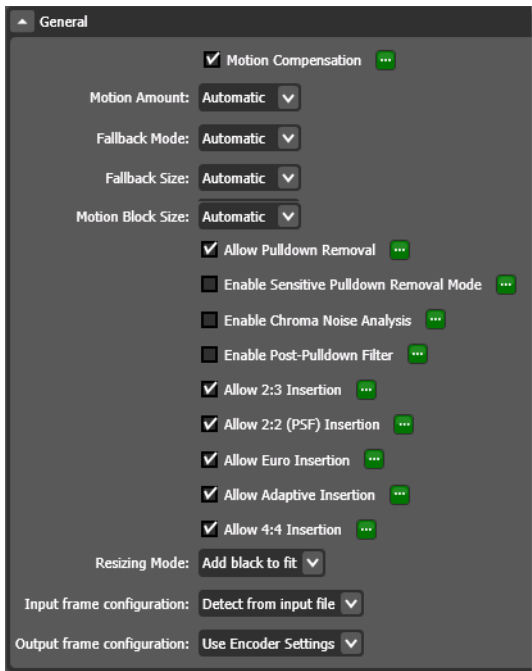 General
Motion Compensation
Motion Amount: Automatic
Fallback Mode: Automatic
Fallback Size: Automatic
Motion Block Size: Automatic
Allow Pulldown Removal
Enable Sensitive Pulldown Removal Mode
Enable Chroma Noise Analysis
Enable Post-Pulldown Filter
Allow 2:3 Insertion
Allow 2:2 (PSF) Insertion
Allow Euro Insertion
Allow Adaptive Insertion
Allow 4:4 Insertion
Resizing Mode: Add black to fit
Input frame configuration: Detect from input file
Output frame configuration: Use Encoder Settings